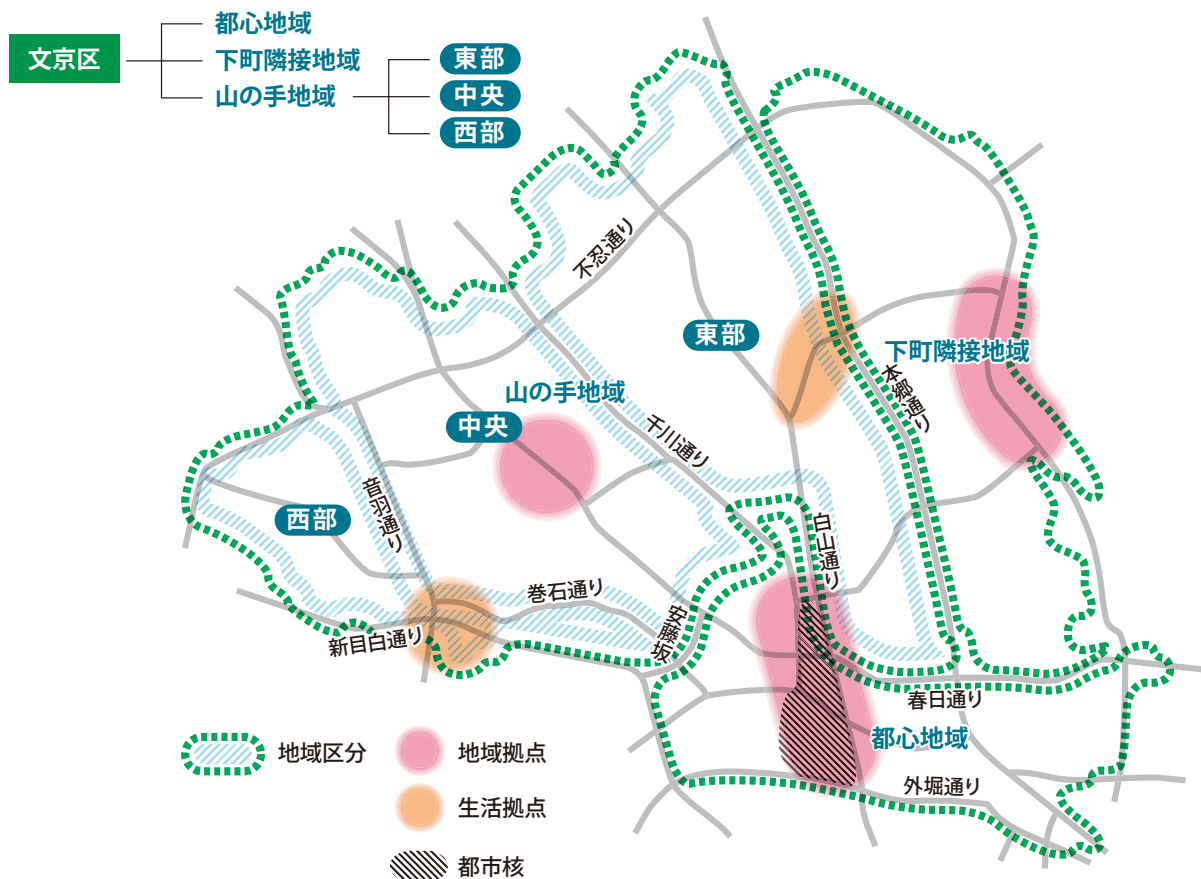 文京区
都心地域
下町隣接地域
山の手地域
東部
中央
西部
不忍通り
東部
下町隣接地域
本郷通り
山の手地域
中央
千川通り
音羽通り
西部
白山通り
巻石通り
安藤坂
新目白通り
春日通り
都心地域
外堀通り
地域区分
地域拠点
生活拠点
都市核